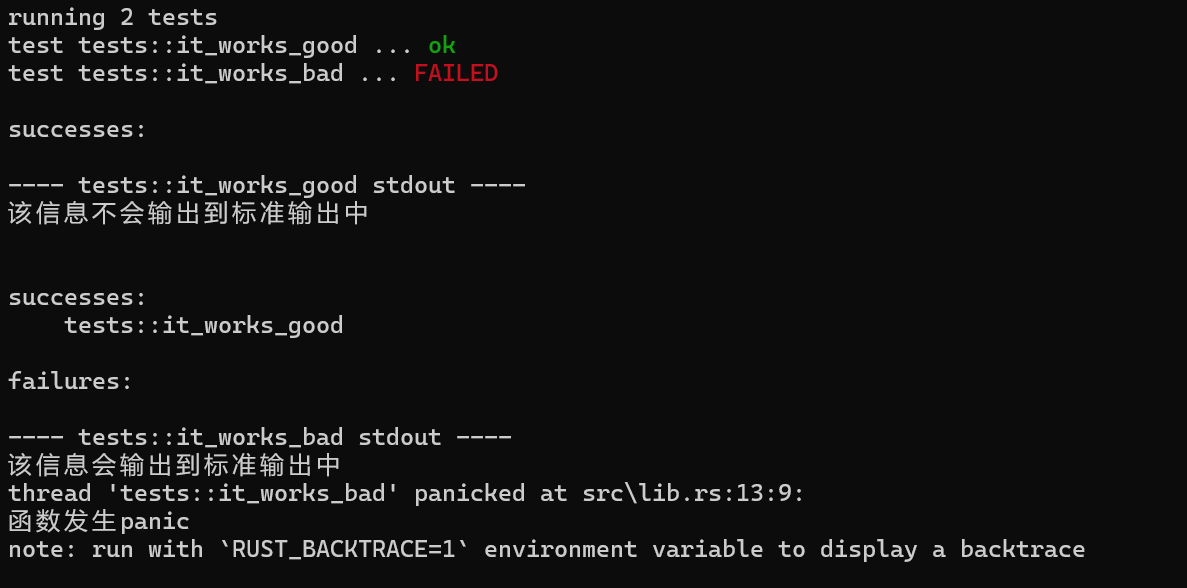 running 2 tests
test tests::it_works_good ... ok
test tests::it_works_bad ... FAILED
successes:
---- tests::it_works_good stdout ----
该信息不会输出到标准输出中
successes:
    tests::it_works_good
failures:
---- tests::it_works_bad stdout ----
该信息会输出到标准输出中
thread 'tests::it_works_bad' panicked at src\lib.rs:13:9:
函数发生panic
note: run with `RUST_BACKTRACE=1` environment variable to display a backtrace